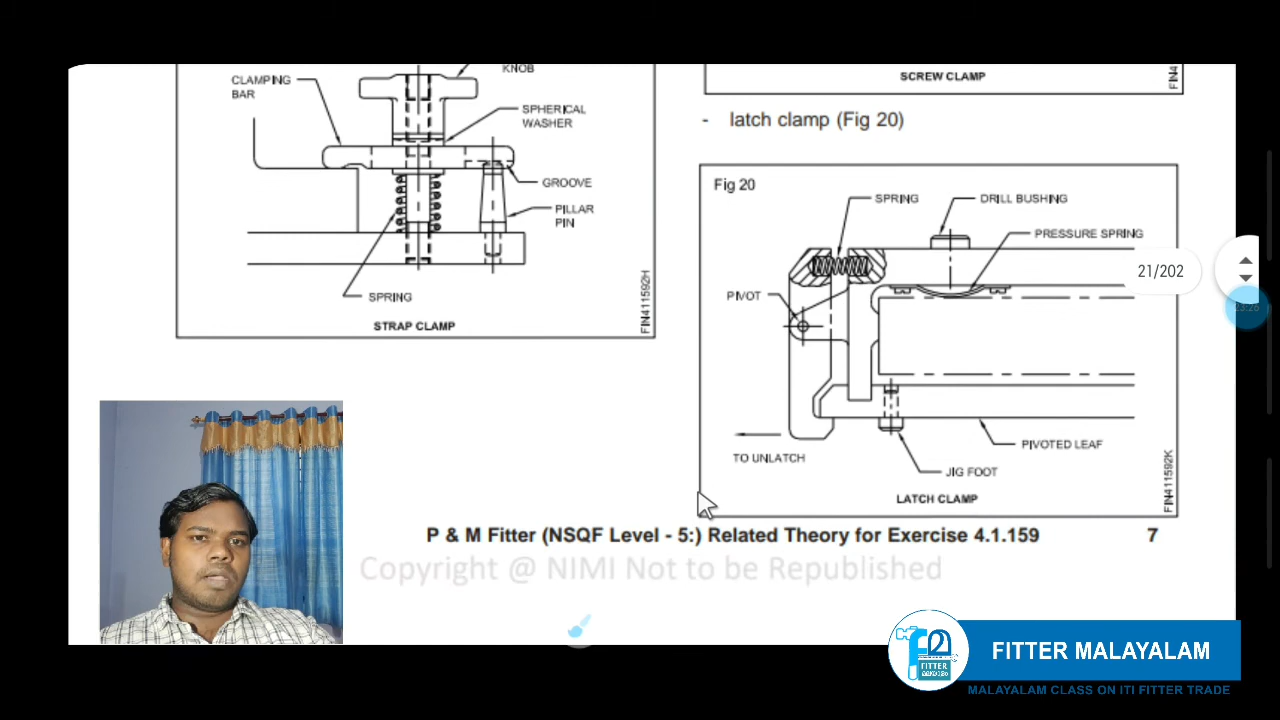 KNOB
CLAMPING
BAR
SPHERICAL
WASHER
GROOVE
PILLAR
PIN
SPRING
STRAP CLAMP
FIN411592H
SCREW CLAMP
FIN4
- latch clamp (Fig 20)
Fig 20
SPRING
DRILL BUSHING
PRESSURE SPRING
21/202
PIVOT
PIVOTED LEAF
TO UNLATCH
JIG FOOT
LATCH CLAMP
FIN411592K
P & M Fitter (NSQF Level - 5:) Related Theory for Exercise 4.1.159 7
Copyright @ NIMI Not to be Republished
FITTER
FITTER MALAYALAM
MALAYALAM CLASS ON ITI FITTER TRADE